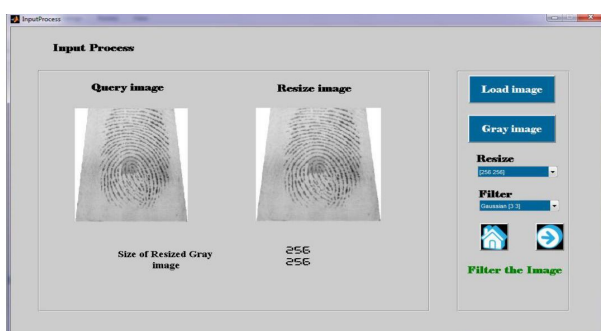 InputProcess
Input Process
Query image
Resize image
Size of Resized Gray
image
256
256
Load image
Gray image
Resize
[256 256]
Filter
Gaussian [3 3]
Filter the Image